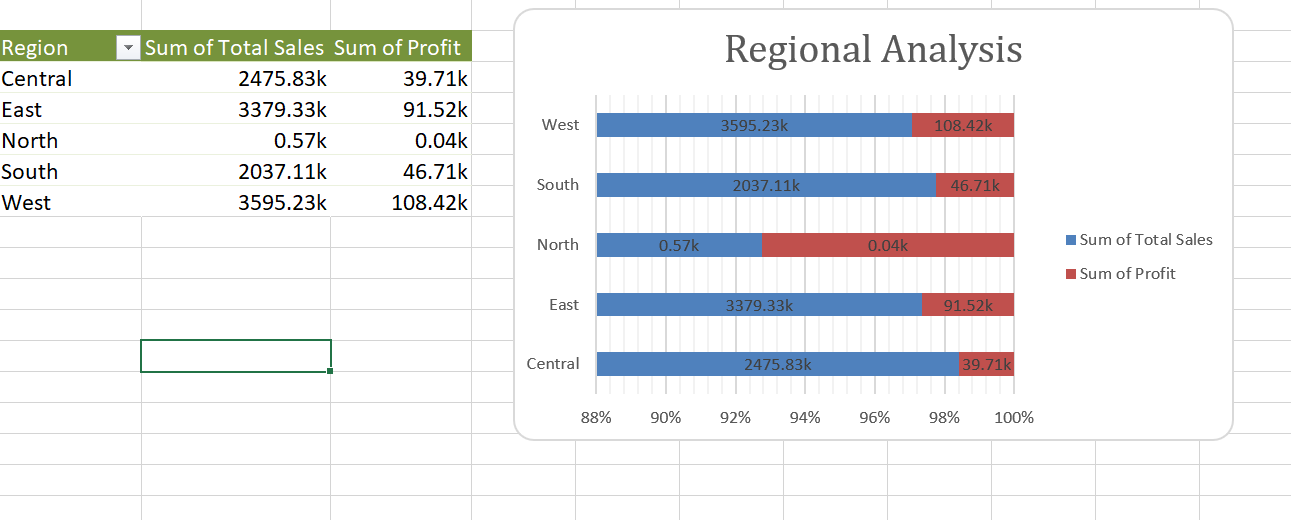 Region Sum of Total Sales Sum of Profit
Central 2475.83k 39.71k
East 3379.33k 91.52k
North 0.57k 0.04k
South 2037.11k 46.71k
West 3595.23k 108.42k
Regional Analysis
West 3595.23k 108.42k
South 2037.11k 46.71k
North 0.57k 0.04k
East 3379.33k 91.52k
Central 2475.83k 39.71k
88% 90% 92% 94% 96% 98% 100%
Sum of Total Sales
Sum of Profit